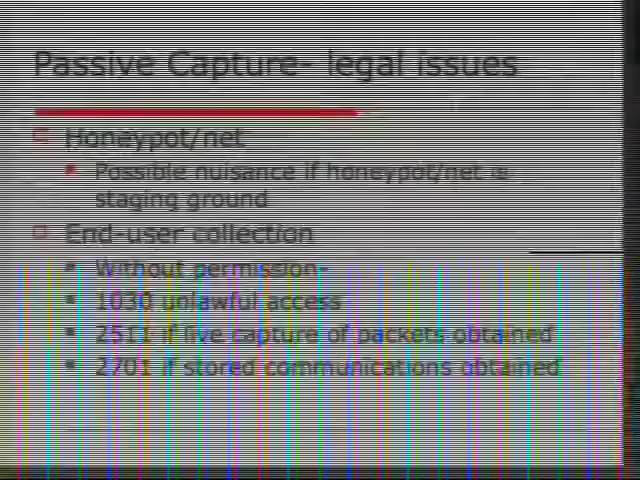 Passive Capture- legal issues
Honeypot/net
Possible nuisance if honeypot/net is
staging ground
End-user collection
Without permission-
1030 unlawful access
2511 if live capture of packets obtained
2701 if stored communications obtained